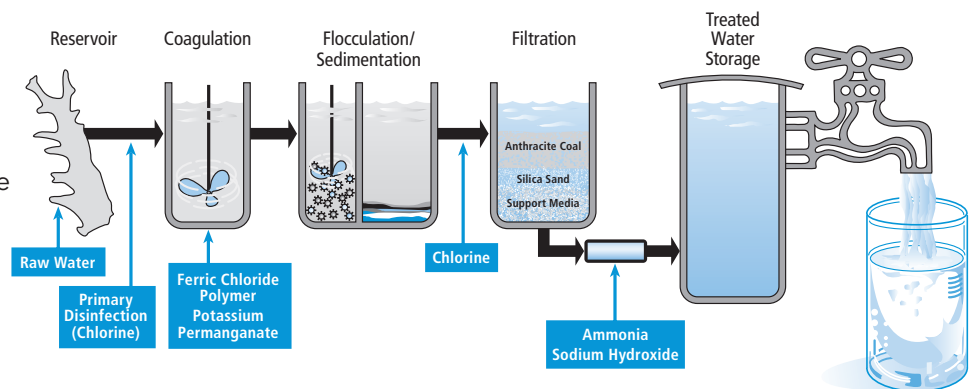 Reservoir
Coagulation
Flocculation/
Sedimentation
Filtration
Treated
Water
Storage
e
Anthracite Coal
Silica Sand
Support Media
Raw Water
Primary
Disinfection
(Chlorine)
Ferric Chloride
Polymer
Potassium
Permanganate
Chlorine
Ammonia
Sodium Hydroxide